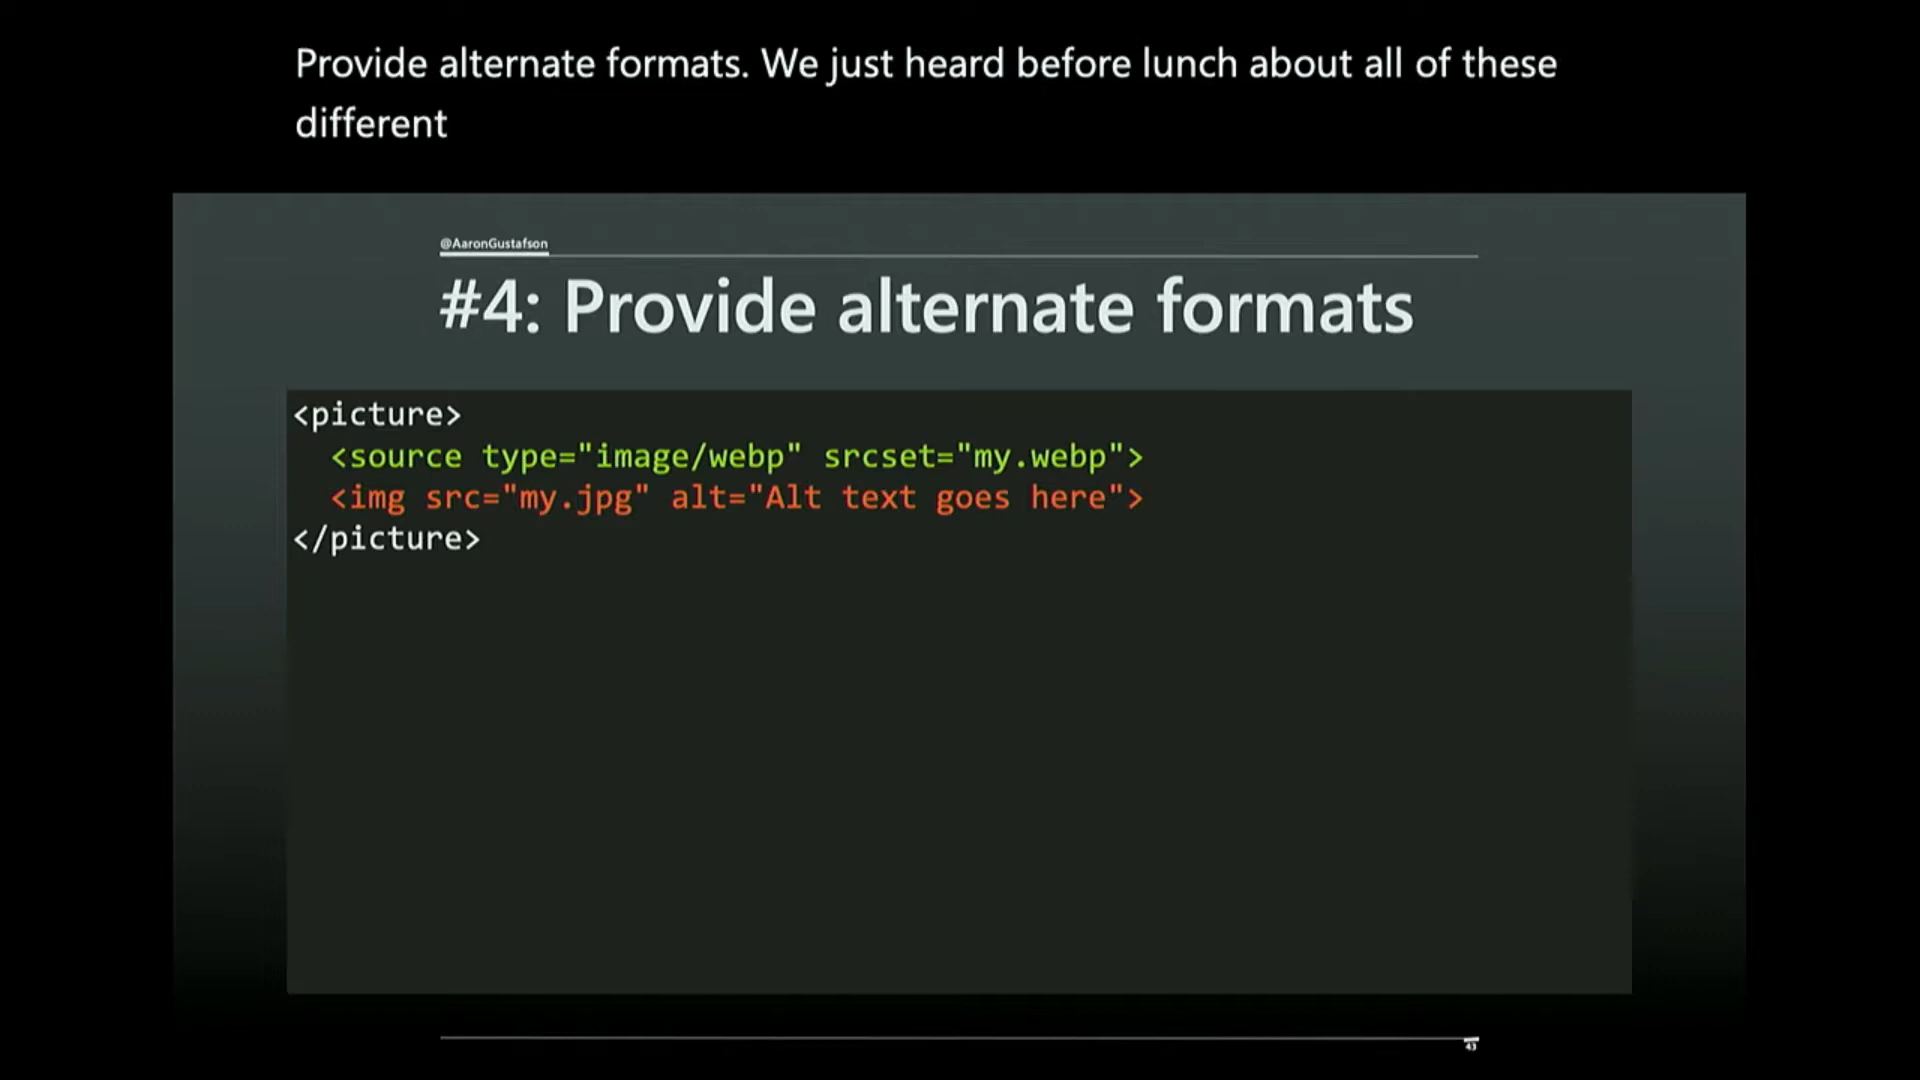 Provide alternate formats. We just heard before lunch about all of these
different
@AaronGustafson
#4: Provide alternate formats
<picture>
  <source type="image/webp" srcset="my.webp">
  <img src="my.jpg" alt="Alt text goes here">
</picture>
43